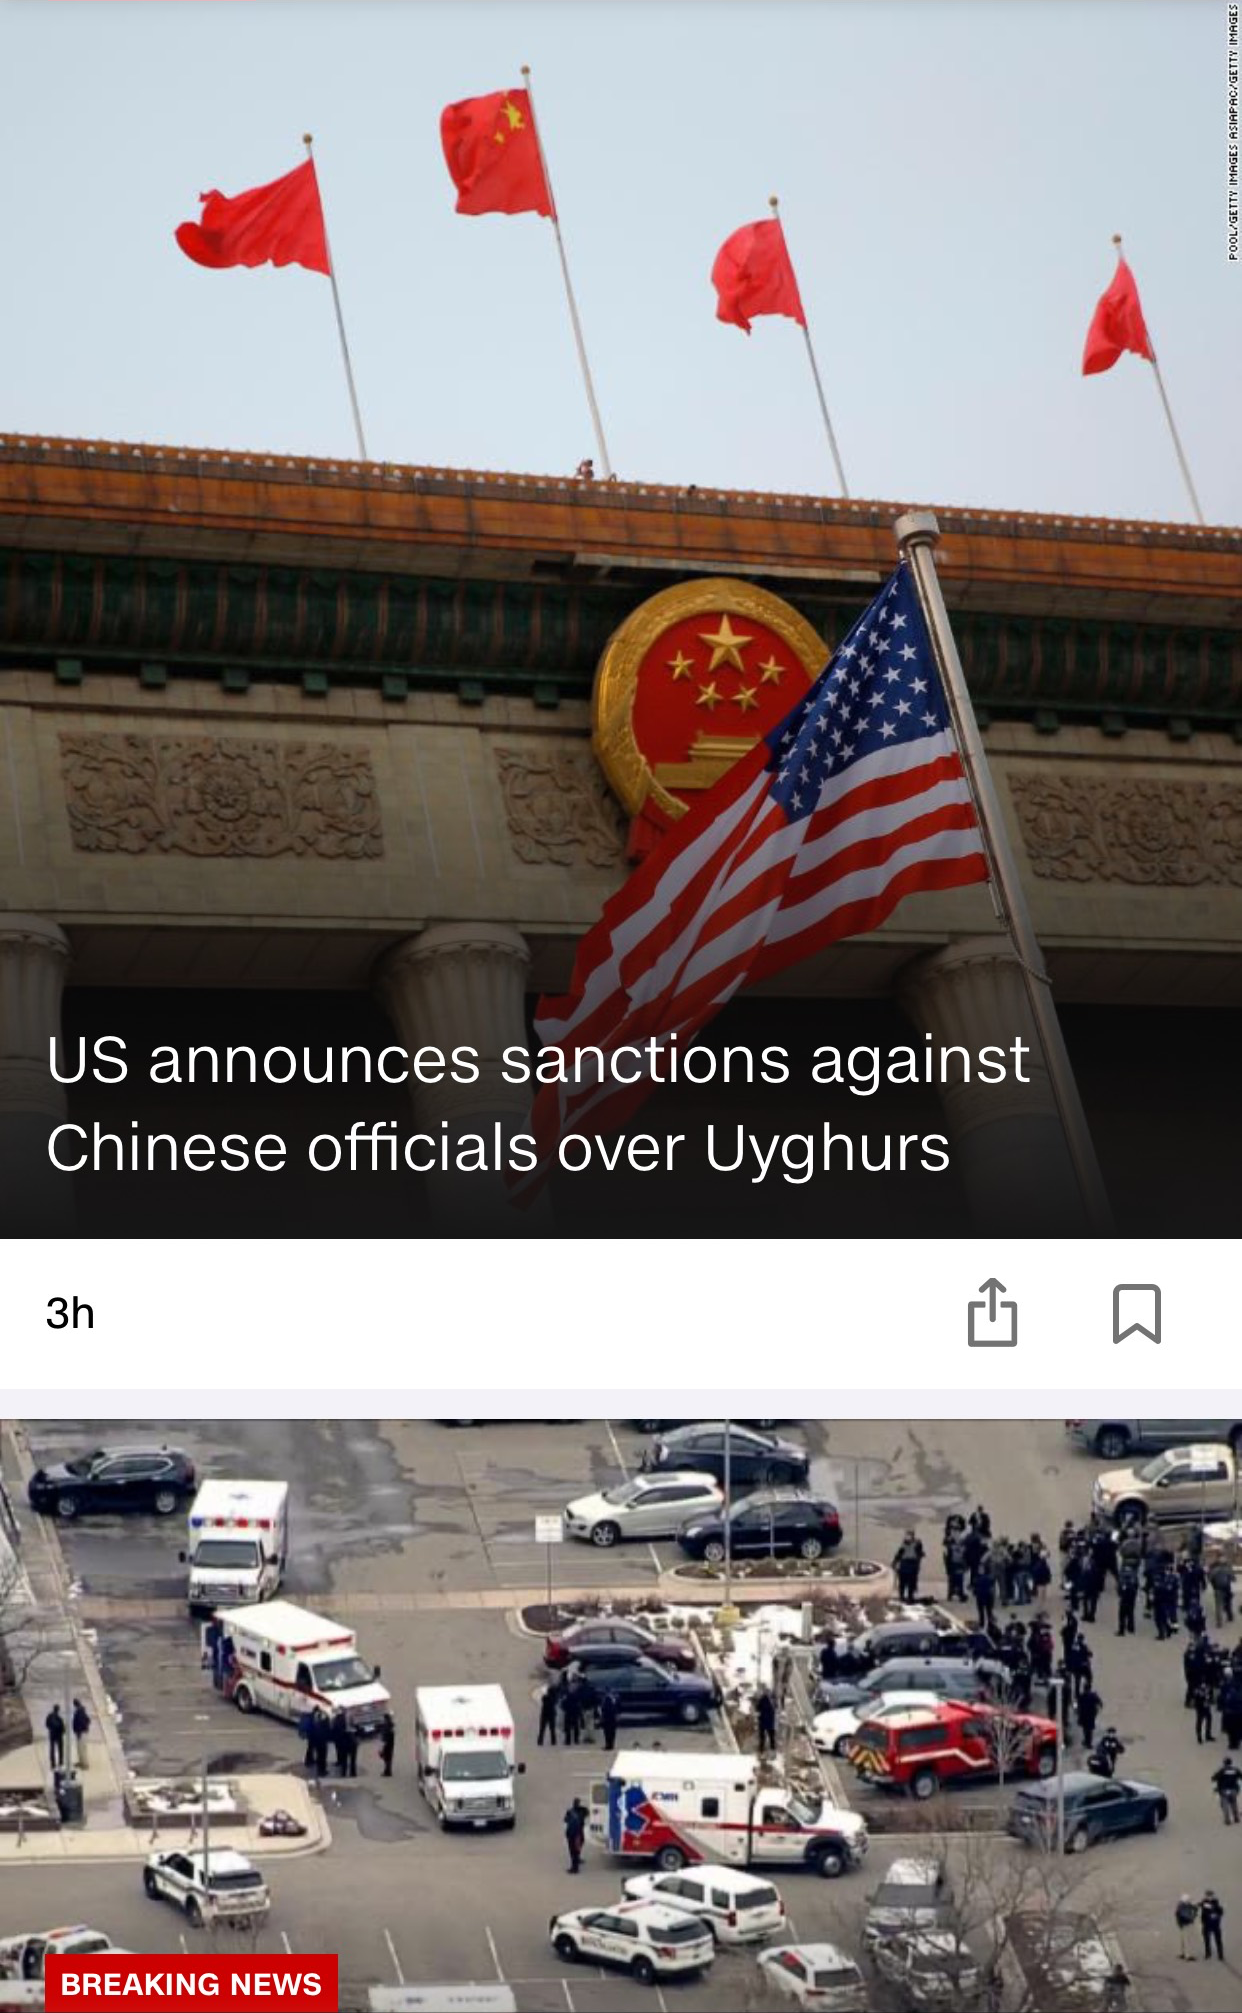 POOL/GETTY IMAGES ASIAPAC/GETTY IMAGES
US announces sanctions against
Chinese officials over Uyghurs
3h
BREAKING NEWS